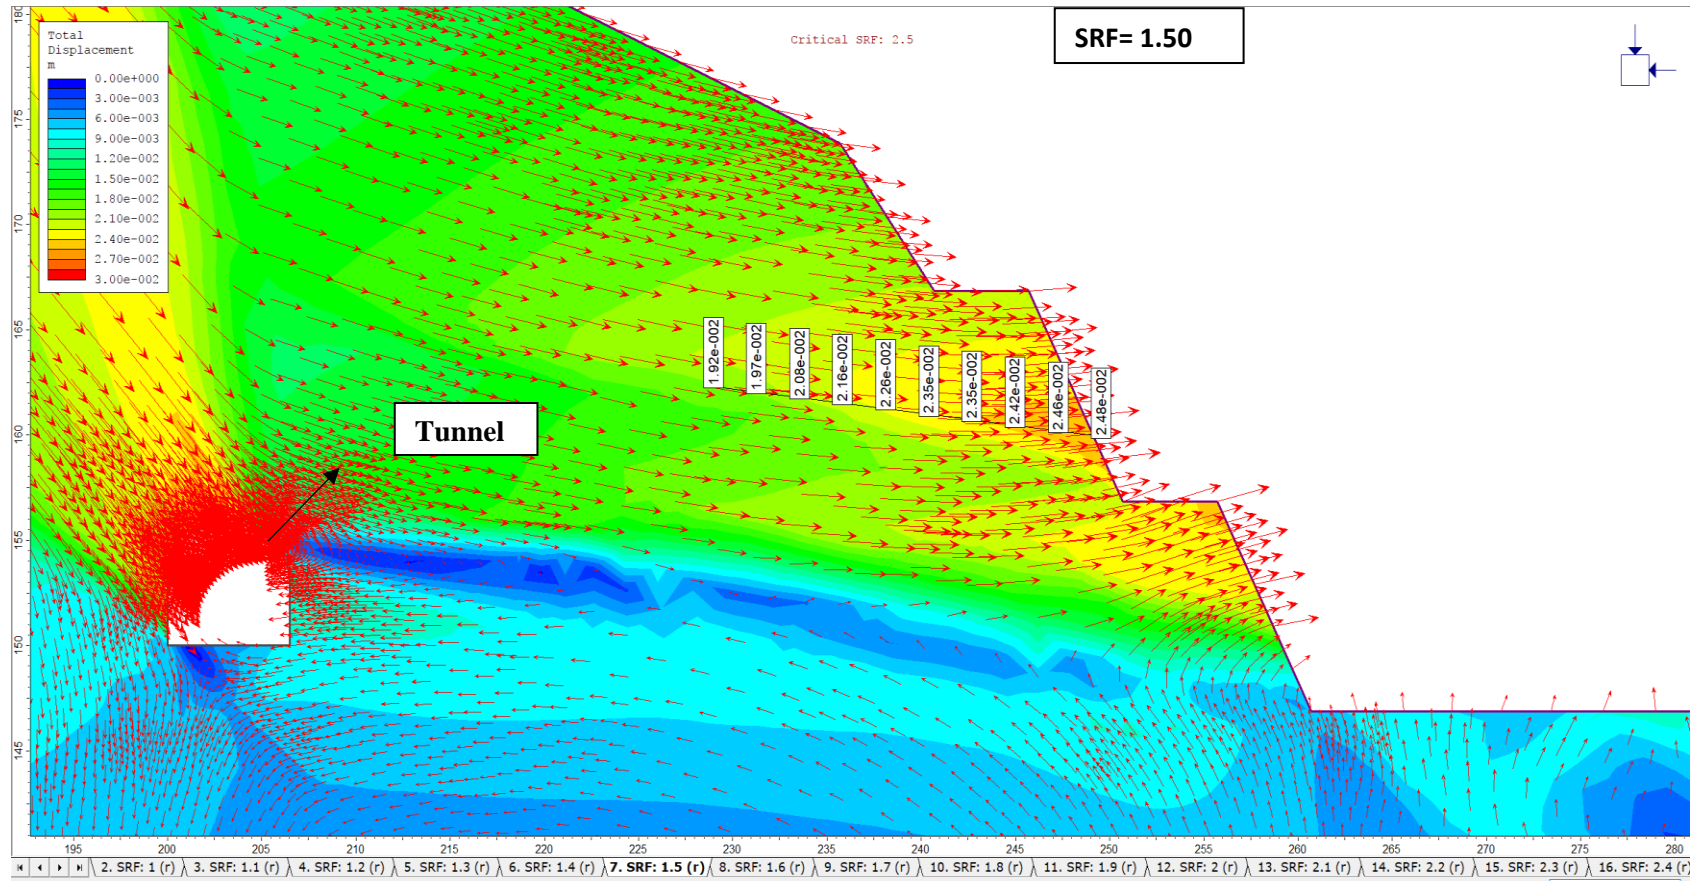 Total
Displacement
m
0.00e+000
3.00e-003
6.00e-003
9.00e-003
1.20e-002
1.50e-002
1.80e-002
2.10e-002
2.40e-002
2.70e-002
3.00e-002
Critical SRF: 2.5
SRF= 1.50
1.92e-002
1.97e-002
2.08e-002
2.16e-002
2.26e-002
2.35e-002
2.35e-002
2.42e-002
2.46e-002
2.48e-002
Tunnel
180
175
170
165
160
155
150
145
195 200 205 210 215 220 225 230 235 240 245 250 255 260 265 270 275 280
2. SRF: 1 (r) 3. SRF: 1.1 (r) 4. SRF: 1.2 (r) 5. SRF: 1.3 (r) 6. SRF: 1.4 (r) 7. SRF: 1.5 (r) 8. SRF: 1.6 (r) 9. SRF: 1.7 (r) 10. SRF: 1.8 (r) 11. SRF: 1.9 (r) 12. SRF: 2 (r) 13. SRF: 2.1 (r) 14. SRF: 2.2 (r) 15. SRF: 2.3 (r) 16. SRF: 2.4 (r)